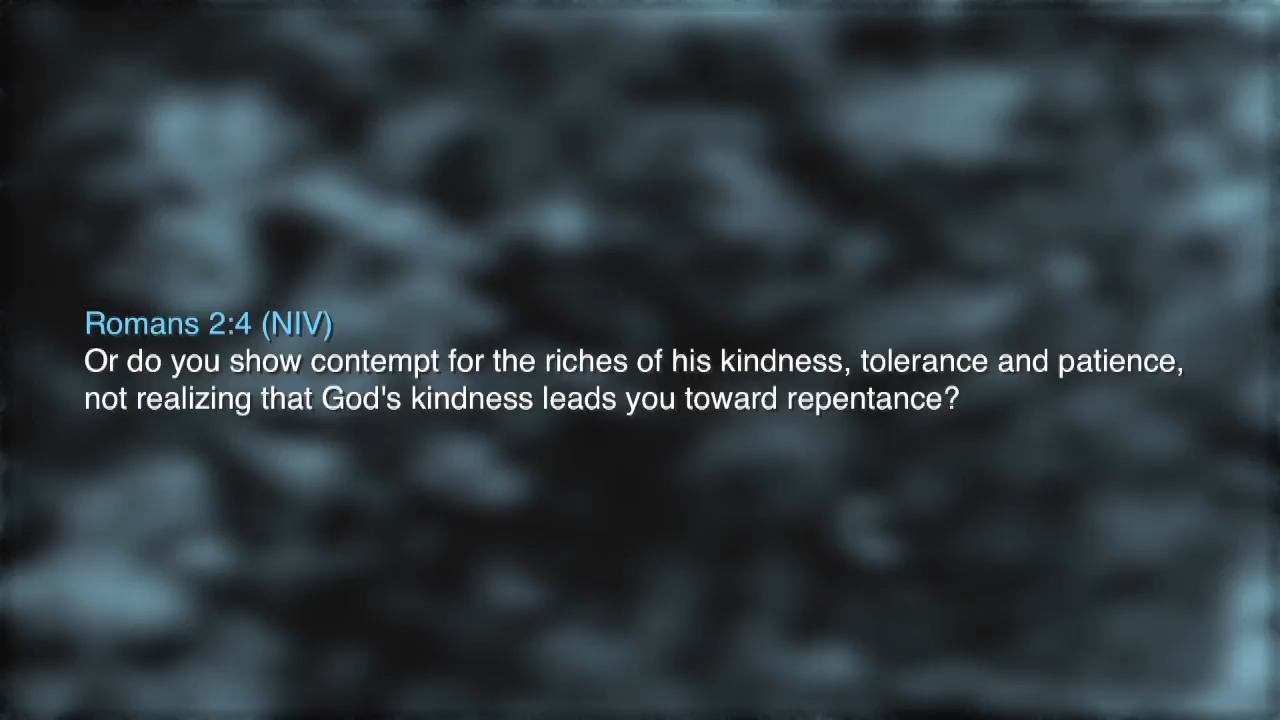 Romans 2:4 (NIV)
Or do you show contempt for the riches of his kindness, tolerance and patience,
not realizing that God's kindness leads you toward repentance?